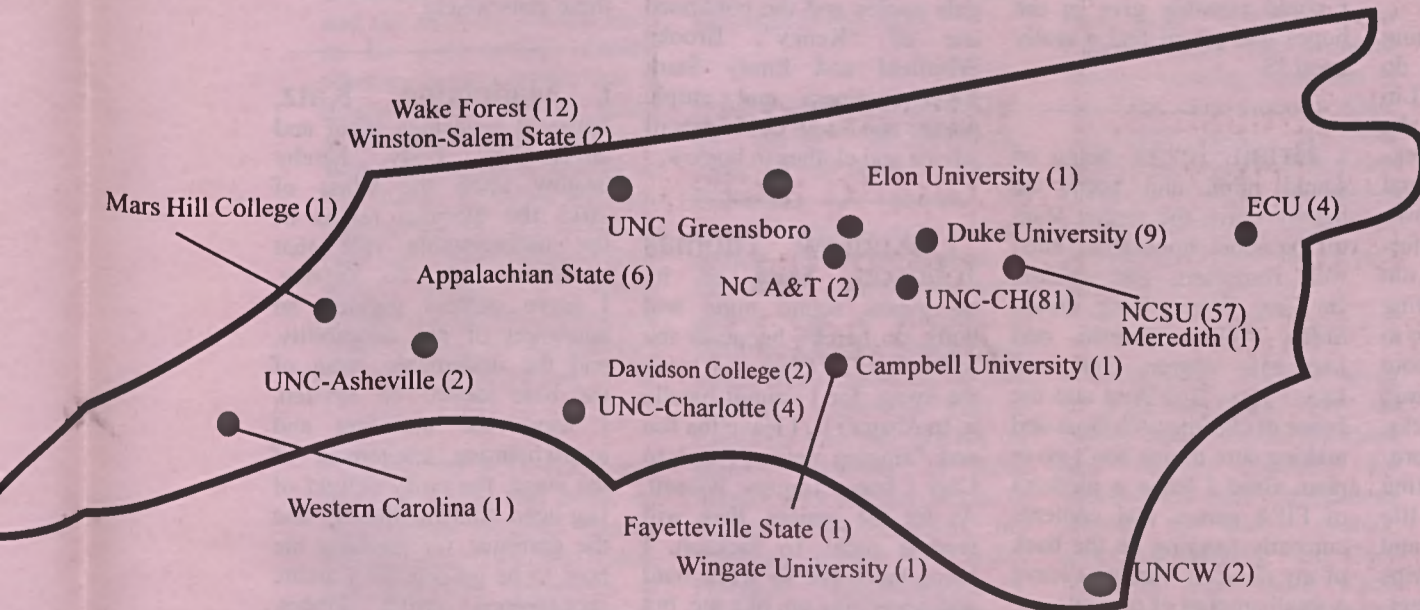 Wake Forest (12)
Winston-Salem State (2)
Mars Hill College (1)
Elon University (1)
ECU (4)
UNC Greensboro
Duke University (9)
Appalachian State (6)
NC A&T (2)
UNC-CH(81)
NCSU (57)
Meredith (1)
Davidson College (2)
Campbell University (1)
UNC-Asheville (2)
UNC-Charlotte (4)
Western Carolina (1)
Fayetteville State (1)
Wingate University (1)
UNCW (2)